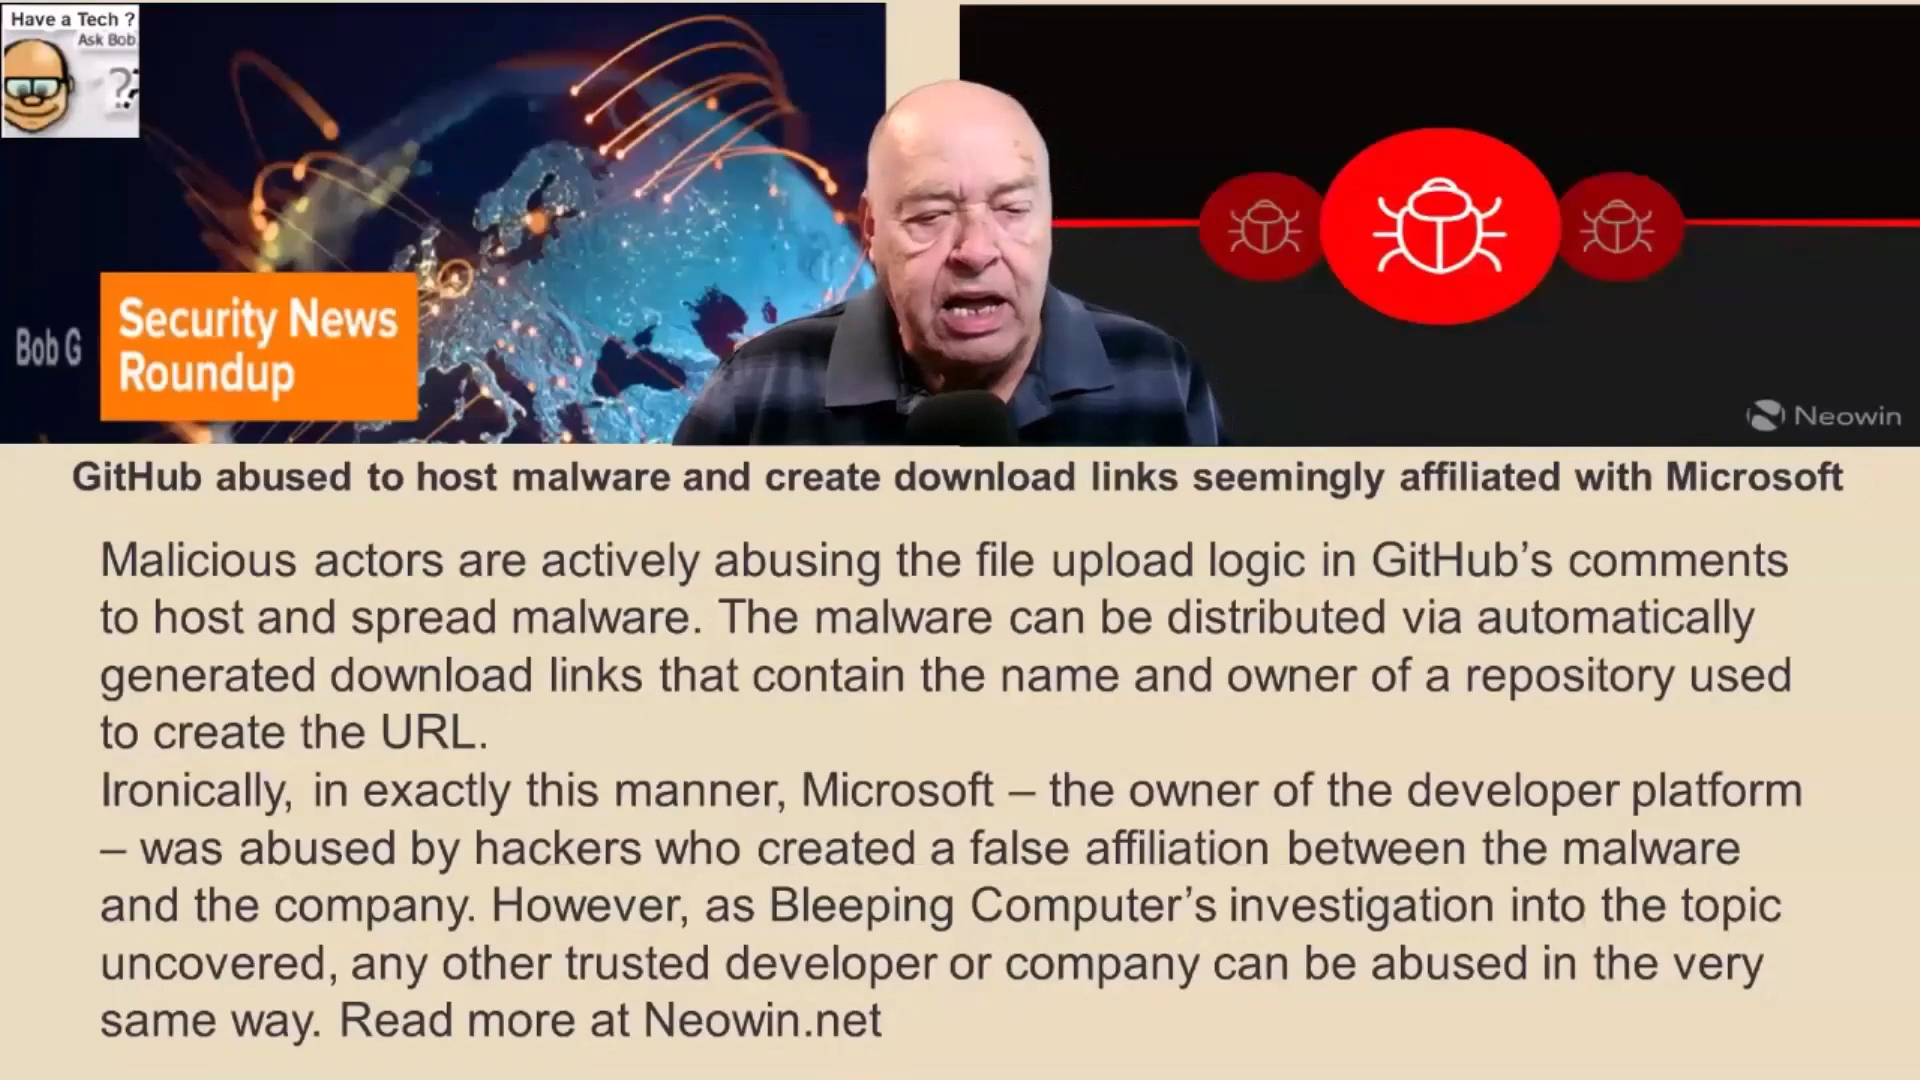 Have a Tech ?
Ask Bob
??
Bob G
Security News
Roundup
Neowin
GitHub abused to host malware and create download links seemingly affiliated with Microsoft
Malicious actors are actively abusing the file upload logic in GitHub’s comments
to host and spread malware. The malware can be distributed via automatically
generated download links that contain the name and owner of a repository used
to create the URL.
Ironically, in exactly this manner, Microsoft – the owner of the developer platform
– was abused by hackers who created a false affiliation between the malware
and the company. However, as Bleeping Computer’s investigation into the topic
uncovered, any other trusted developer or company can be abused in the very
same way. Read more at Neowin.net